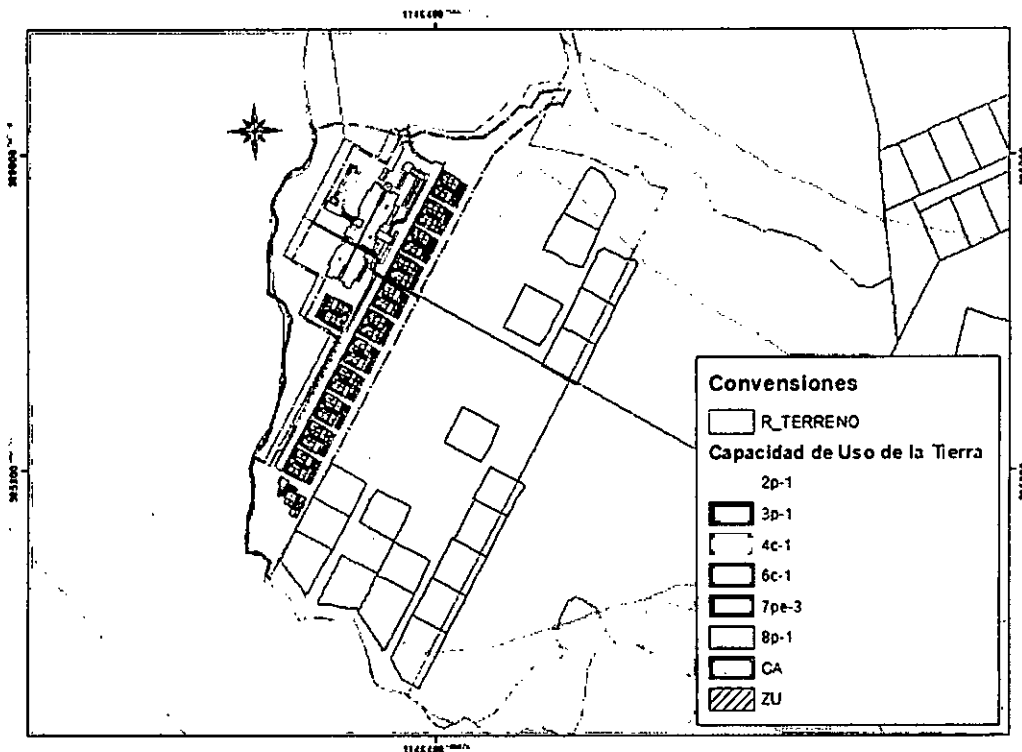 Convensiones
R_TERRENO
Capacidad de Uso de la Tierra
2p-1
3p-1
4c-1
6c-1
7pe-3
8p-1
CA
ZU